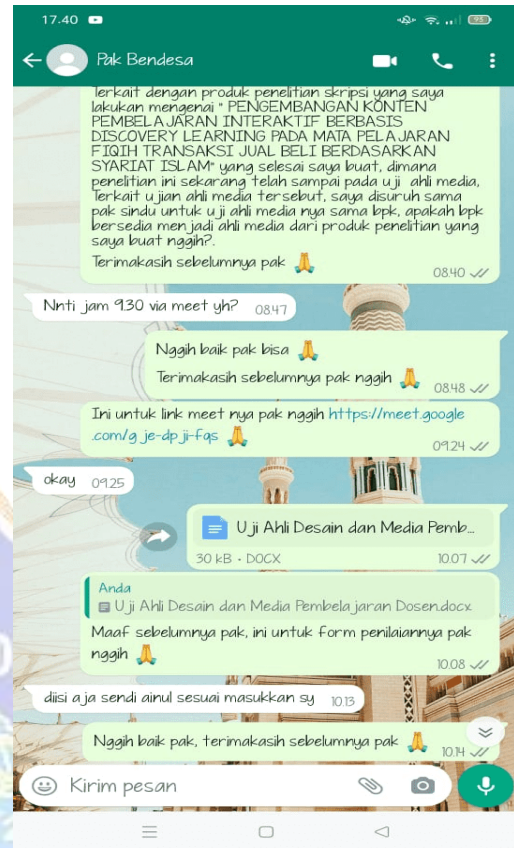 17.40
93
Pak Bendesa
Terkait dengan produk penelitian skripsi yang saya
lakukan mengenai " PENGEMBANGAN KONTEN
PEMBELAJARAN INTERAKTIF BERBASIS
DISCOVERY LEARNING PADA MATA PELAJARAN
FIQIH TRANSAKSI JUAL BELI BERDASARKAN
SYARIAT ISLAM" yang selesai saya buat, dimana
penelitian ini sekarang telah sampai pada uji ahli media,
Terkait ujian ahli media tersebut, saya disuruh sama
pak sindu untuk uji ahli media nya sama bpk, apakah bpk
bersedia menjadi ahli media dari produk penelitian yang
saya buat nggih?.
Terimakasih sebelumnya pak 🙏
08.40
Nnti jam 9.30 via meet yh?
08.47
Nggih baik pak bisa 🙏
Terimakasih sebelumnya pak nggih 🙏
08.48
Ini untuk link meet nya pak nggih https://meet.google
.com/gje-dpji-fqs 🙏
09.24
okay
09.25
Uji Ahli Desain dan Media Pemb...
30 kB • DOCX
10.07
Anda
Uji Ahli Desain dan Media Pembelajaran Dosen.docx
Maaf sebelumnya pak, ini untuk form penilaiannya pak
nggih 🙏
10.08
diisi aja sendi ainul sesuai masukkan sy
10.13
Nggih baik pak, terimakasih sebelumnya pak 🙏
10.14
Kirim pesan